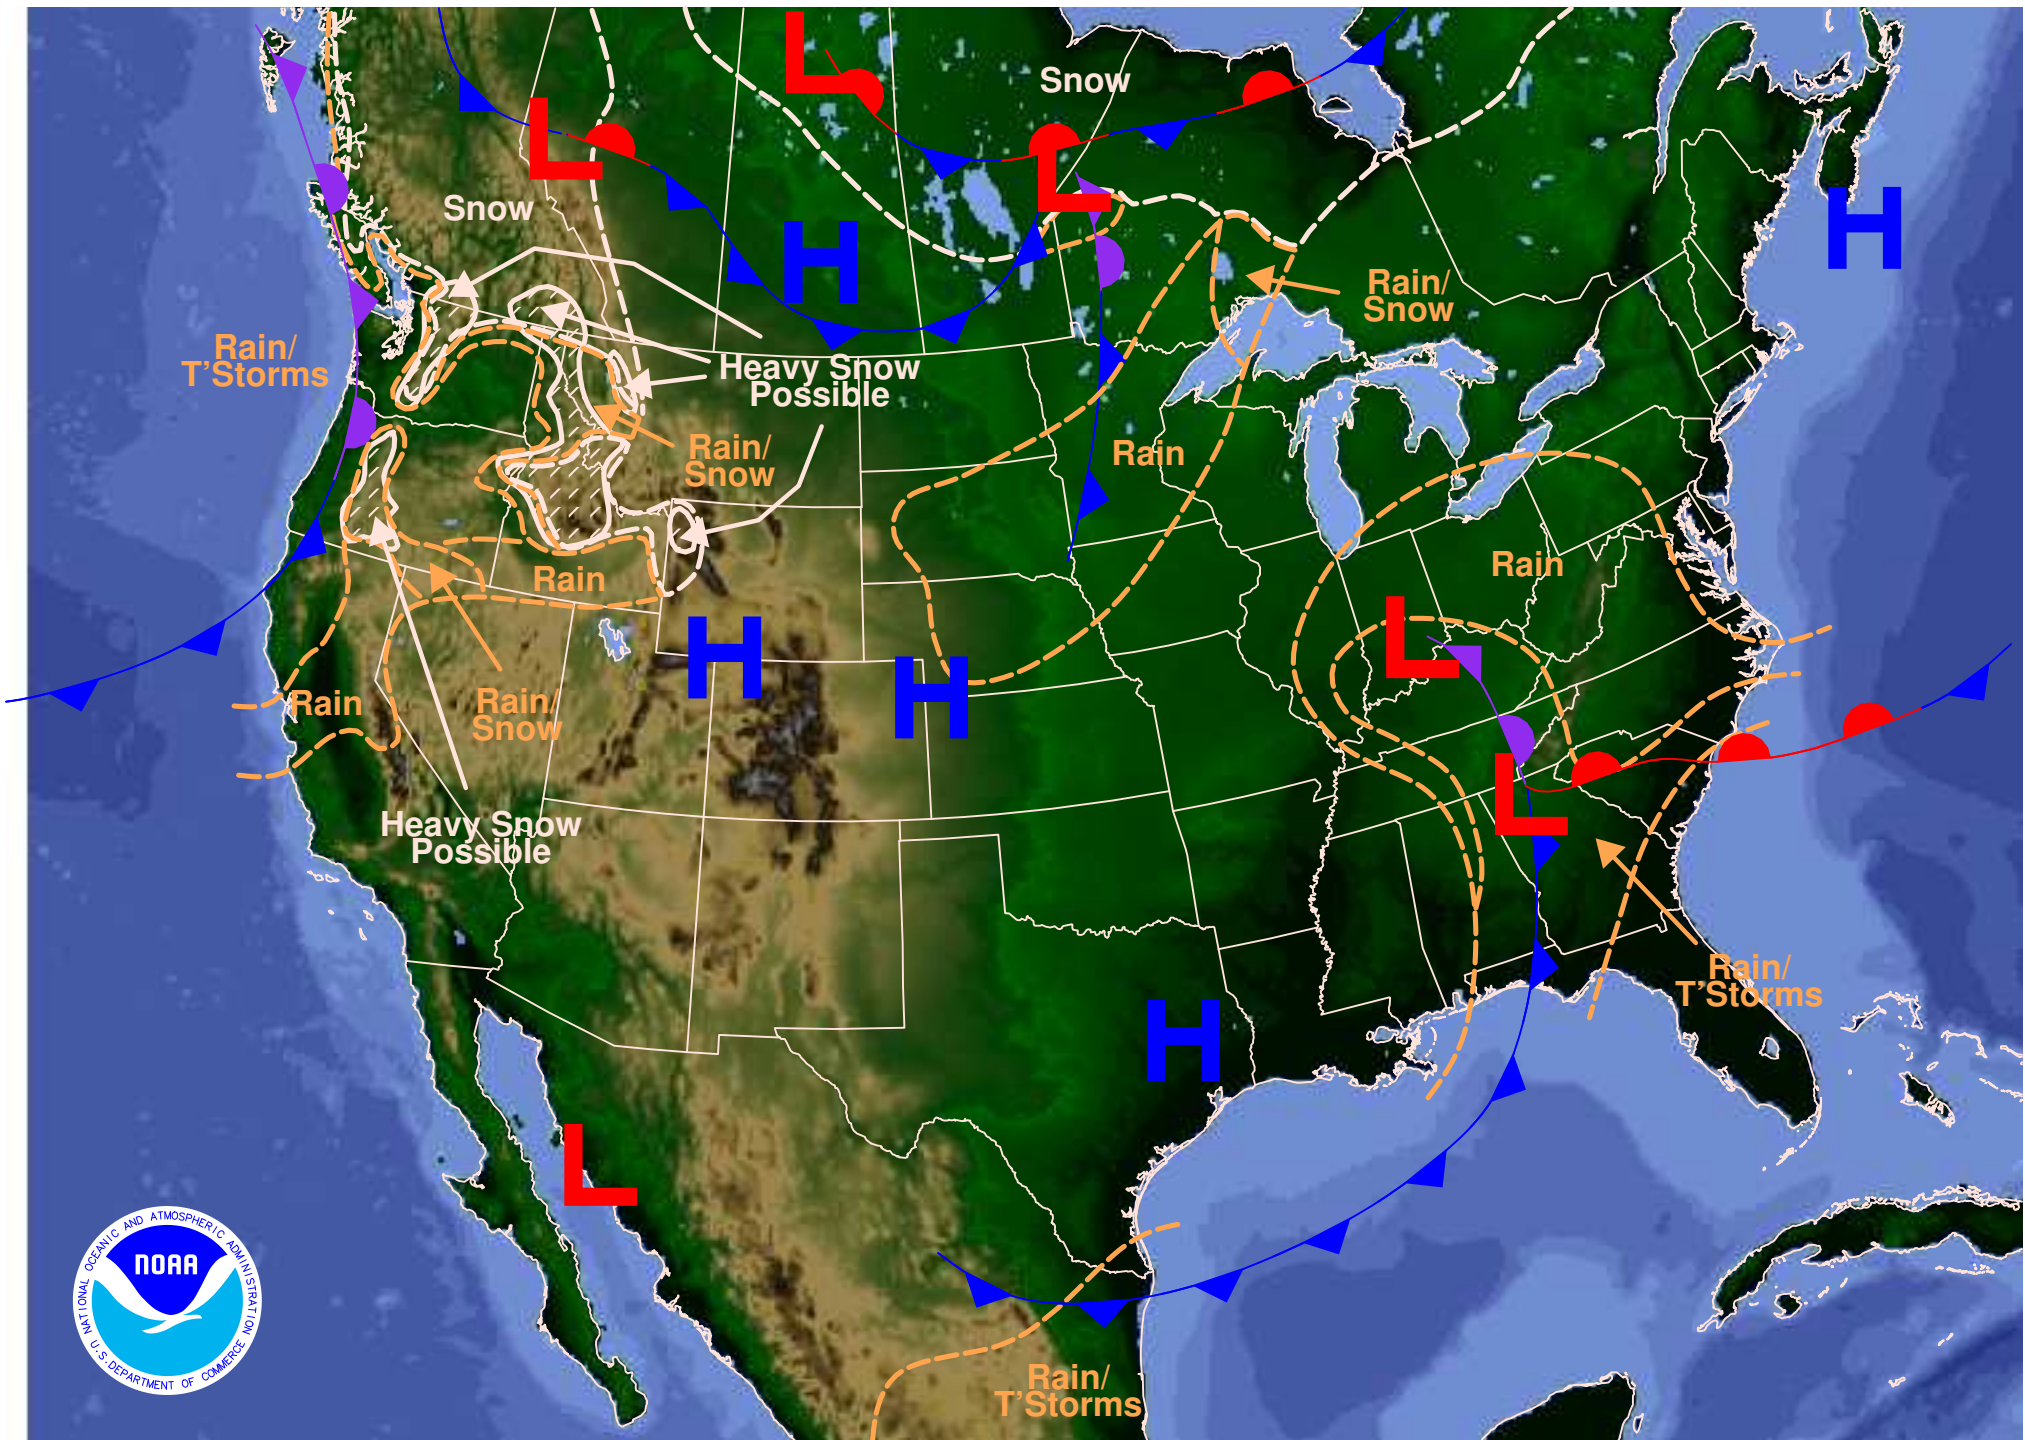 L
L
Snow
H
Snow
L
H
Rain/
Snow
Rain/
T'Storms
Heavy Snow
Possible
Rain/
Snow
Rain
Rain
Rain
L
H
H
Rain
Rain/
Snow
L
Heavy Snow
Possible
Rain/
T'Storms
H
L
NATIONAL OCEANIC AND ATMOSPHERIC ADMINISTRATION
NOAA
U.S. DEPARTMENT OF COMMERCE
Rain/
T'Storms